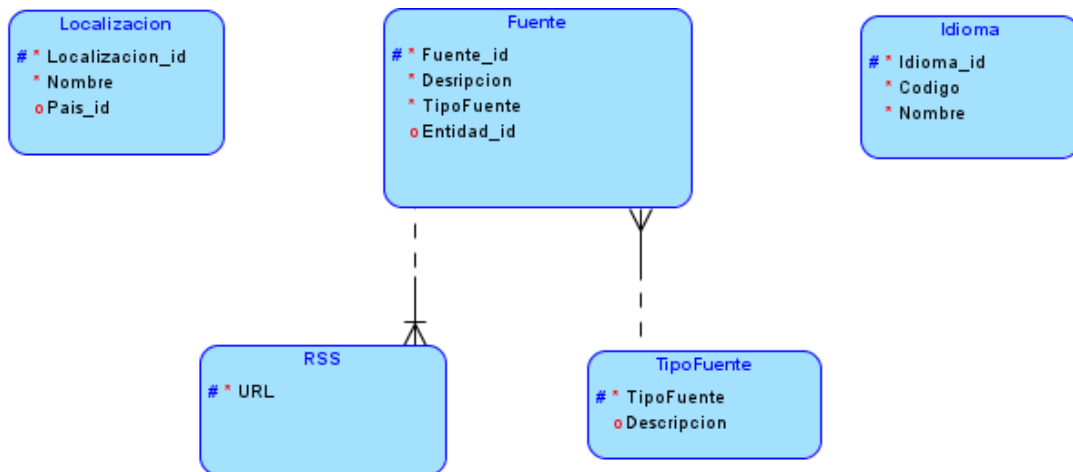 Localizacion
# * Localizacion_id
* Nombre
o Pais_id
Fuente
# * Fuente_id
* Desripcion
* TipoFuente
o Entidad_id
Idioma
# * Idioma_id
* Codigo
* Nombre
RSS
# * URL
TipoFuente
# * TipoFuente
o Descripcion